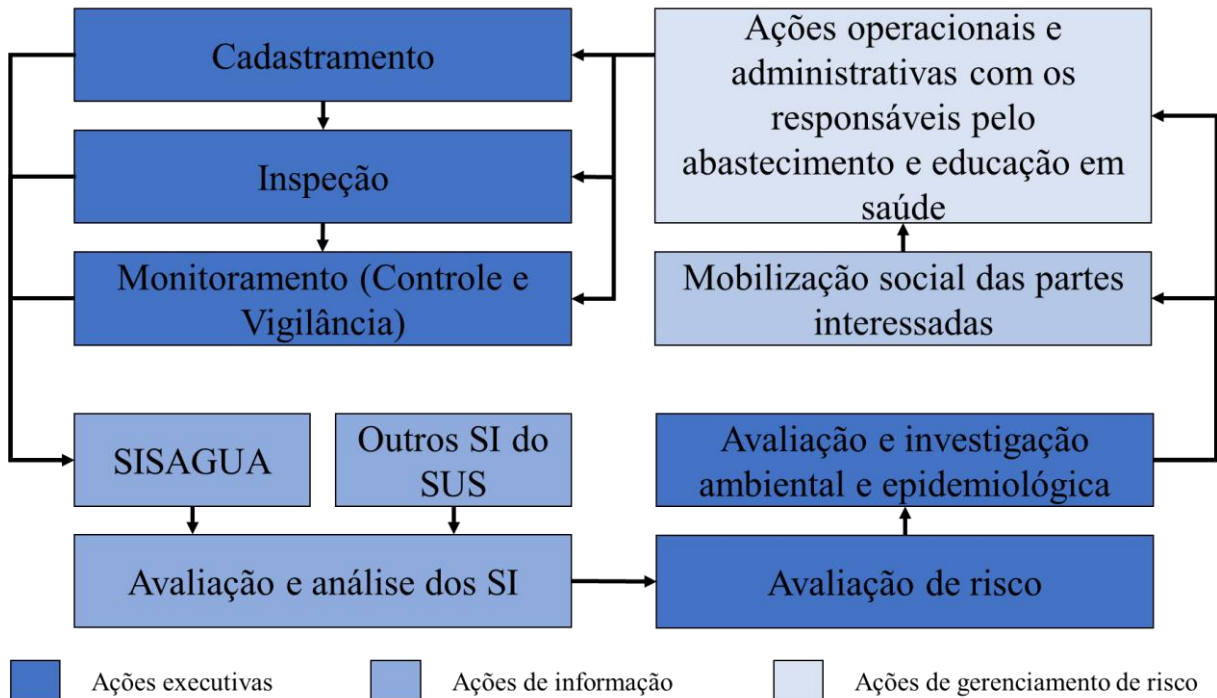 Cadastramento
Inspeção
Monitoramento (Controle e
Vigilância)
Ações operacionais e
administrativas com os
responsáveis pelo
abastecimento e educação em
saúde
Mobilização social das partes
interessadas
SISAGUA
Outros SI do
SUS
Avaliação e análise dos SI
Avaliação e investigação
ambiental e epidemiológica
Avaliação de risco
Ações executivas
Ações de informação
Ações de gerenciamento de risco